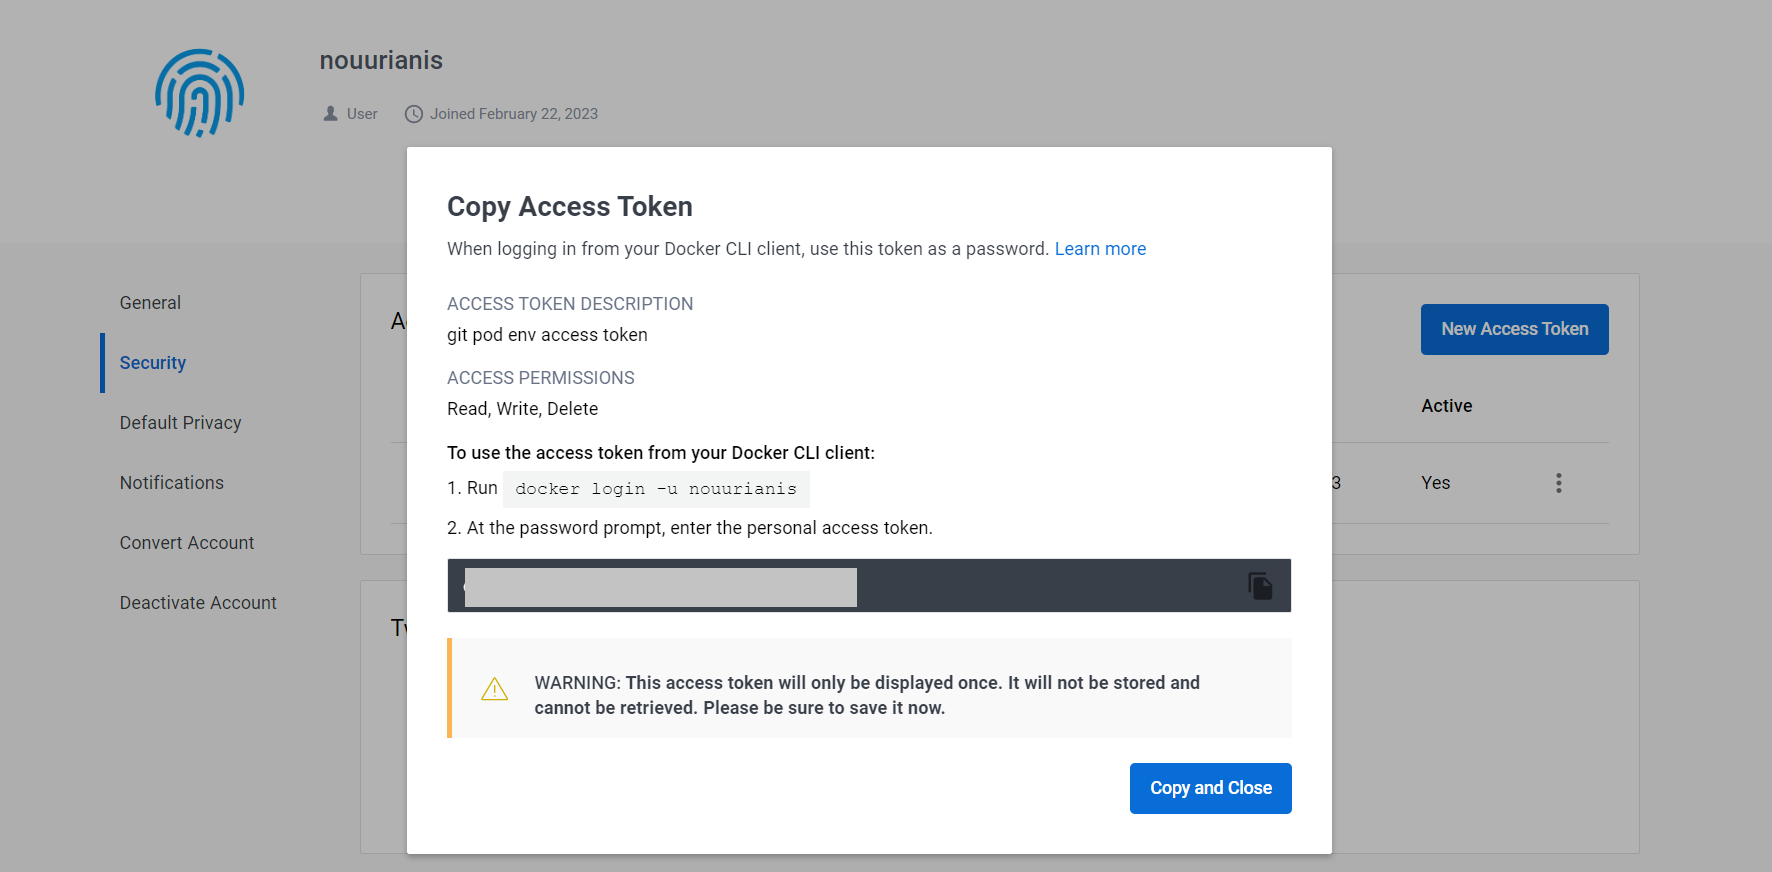 nouurianis
User
Joined February 22, 2023
General
Security
Default Privacy
Notifications
Convert Account
Deactivate Account
New Access Token
Active
3
Yes
Copy Access Token
When logging in from your Docker CLI client, use this token as a password. Learn more
ACCESS TOKEN DESCRIPTION
git pod env access token
ACCESS PERMISSIONS
Read, Write, Delete
To use the access token from your Docker CLI client:
1. Run docker login -u nouurianis
2. At the password prompt, enter the personal access token.
WARNING: This access token will only be displayed once. It will not be stored and
cannot be retrieved. Please be sure to save it now.
Copy and Close